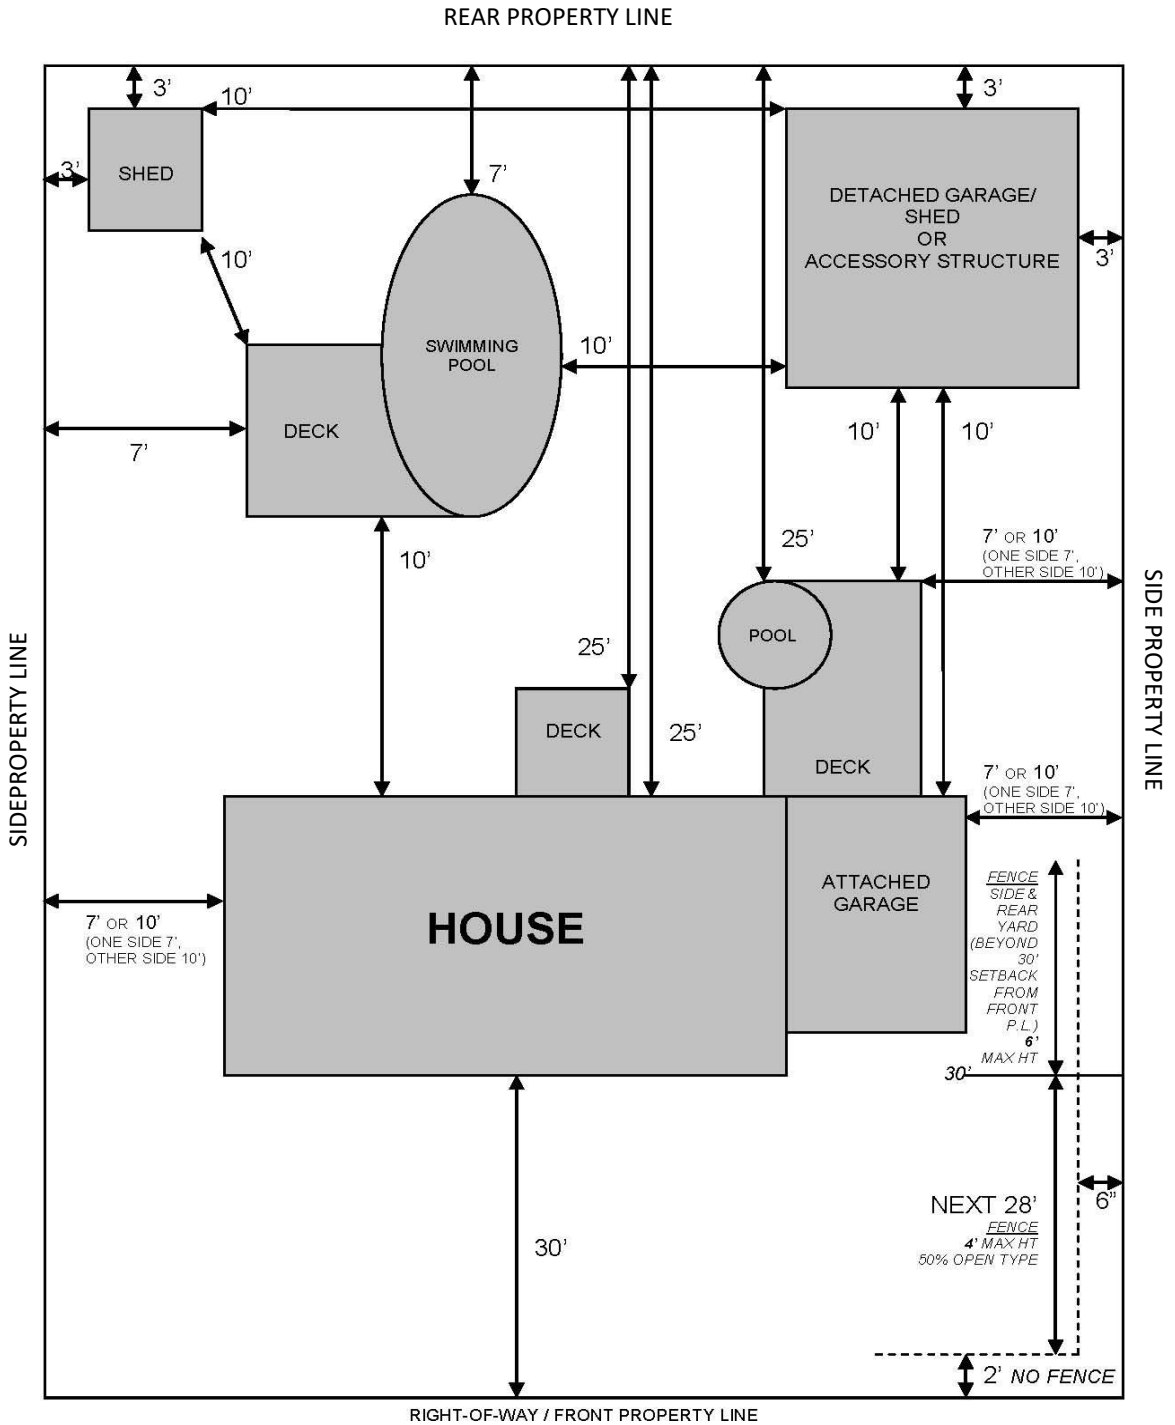 REAR PROPERTY LINE
3'
10'
3'
3'
SHED
7'
DETACHED GARAGE/
SHED
OR
ACCESSORY STRUCTURE
3'
10'
SWIMMING
POOL
10'
DECK
7'
10'
10'
10'
25'
7' OR 10'
(ONE SIDE 7',
OTHER SIDE 10')
SIDEPROPERTY LINE
SIDE PROPERTY LINE
POOL
25'
DECK
25'
DECK
7' OR 10'
(ONE SIDE 7',
OTHER SIDE 10')
HOUSE
ATTACHED
GARAGE
7' OR 10'
(ONE SIDE 7',
OTHER SIDE 10')
FENCE
SIDE &
REAR
YARD
(BEYOND
30'
SETBACK
FROM
FRONT
P.L.)
6'
MAX HT
30'
NEXT 28'
FENCE
4' MAX HT
50% OPEN TYPE
6"
30'
2' NO FENCE
RIGHT-OF-WAY / FRONT PROPERTY LINE